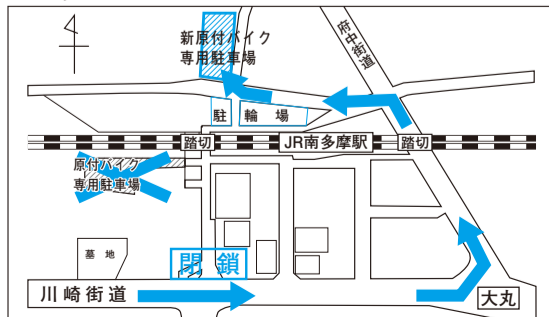 新原付バイク
専用駐車場
府中街道
駐輪場
踏切
JR南多摩駅
踏切
原付バイク
専用駐車場
墓地
閉鎖
川崎街道
大丸